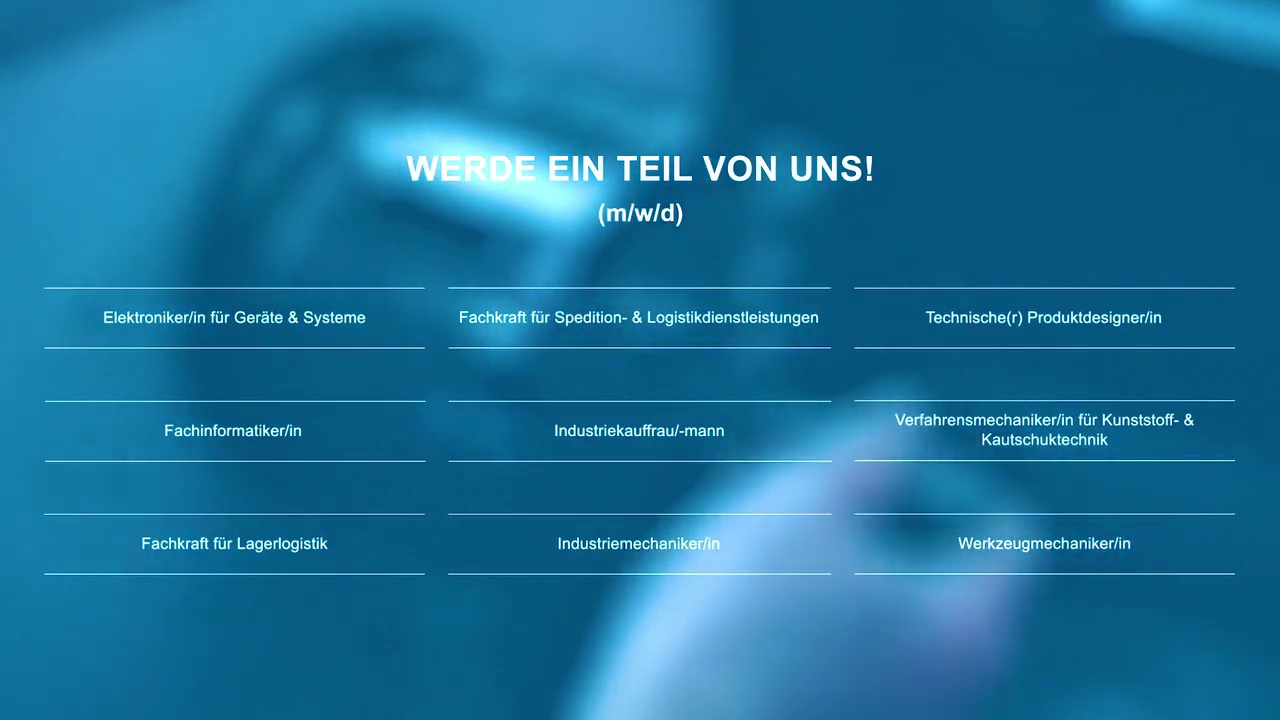 WERDE EIN TEIL VON UNS!
(m/w/d)
Elektroniker/in für Geräte & Systeme
Fachkraft für Spedition- & Logistikdienstleistungen
Technische(r) Produktdesigner/in
Fachinformatiker/in
Industriekauffrau/-mann
Verfahrensmechaniker/in für Kunststoff- &
Kautschuktechnik
Fachkraft für Lagerlogistik
Industriemechaniker/in
Werkzeugmechaniker/in